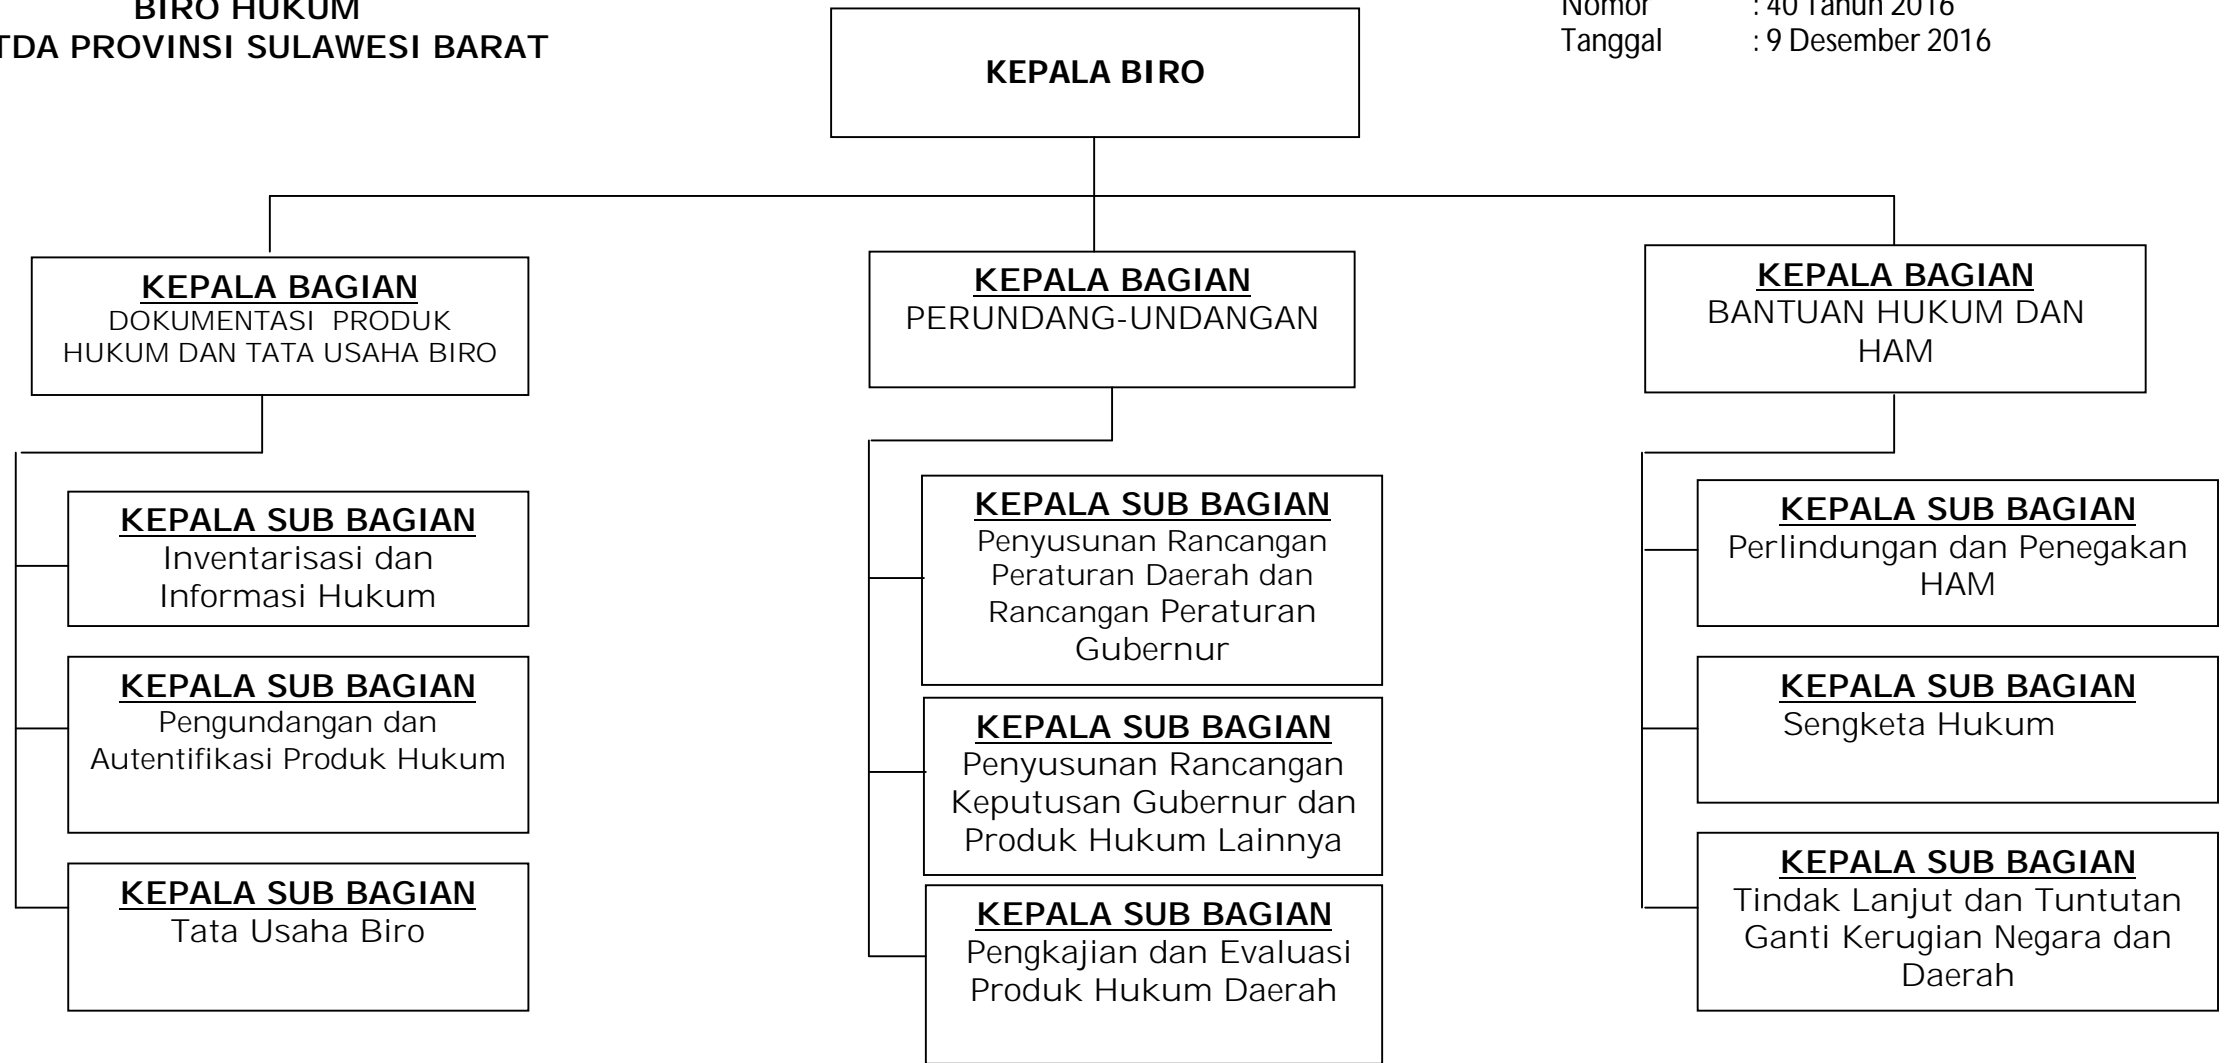 BIRO HUKUM
TDA PROVINSI SULAWESI BARAT
Nomor : 40 Tahun 2016
Tanggal : 9 Desember 2016
KEPALA BIRO
KEPALA BAGIAN
DOKUMENTASI PRODUK
HUKUM DAN TATA USAHA BIRO
KEPALA SUB BAGIAN
Inventarisasi dan
Informasi Hukum
KEPALA SUB BAGIAN
Pengundangan dan
Autentifikasi Produk Hukum
KEPALA SUB BAGIAN
Tata Usaha Biro
KEPALA BAGIAN
PERUNDANG-UNDANGAN
KEPALA SUB BAGIAN
Penyusunan Rancangan
Peraturan Daerah dan
Rancangan Peraturan
Gubernur
KEPALA SUB BAGIAN
Penyusunan Rancangan
Keputusan Gubernur dan
Produk Hukum Lainnya
KEPALA SUB BAGIAN
Pengkajian dan Evaluasi
Produk Hukum Daerah
KEPALA BAGIAN
BANTUAN HUKUM DAN
HAM
KEPALA SUB BAGIAN
Perlindungan dan Penegakan
HAM
KEPALA SUB BAGIAN
Sengketa Hukum
KEPALA SUB BAGIAN
Tindak Lanjut dan Tuntutan
Ganti Kerugian Negara dan
Daerah